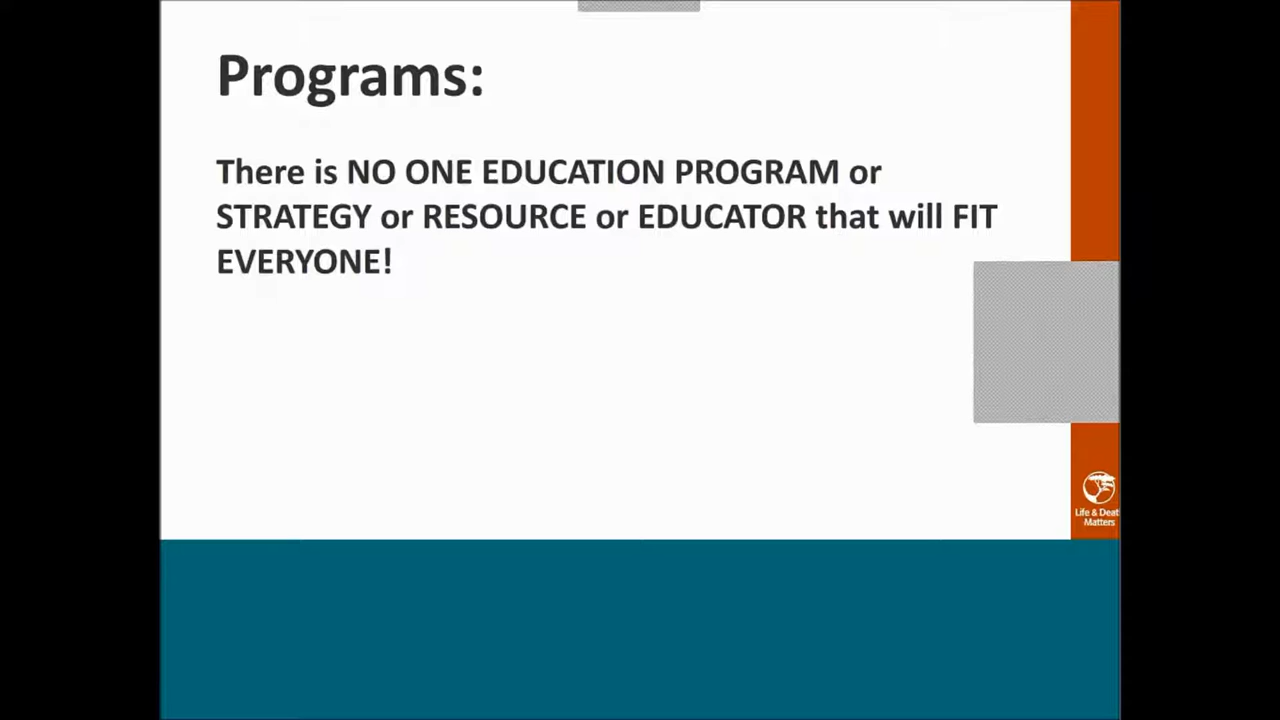 Programs:
There is NO ONE EDUCATION PROGRAM or
STRATEGY or RESOURCE or EDUCATOR that will FIT
EVERYONE!
Life & Deat
Matters